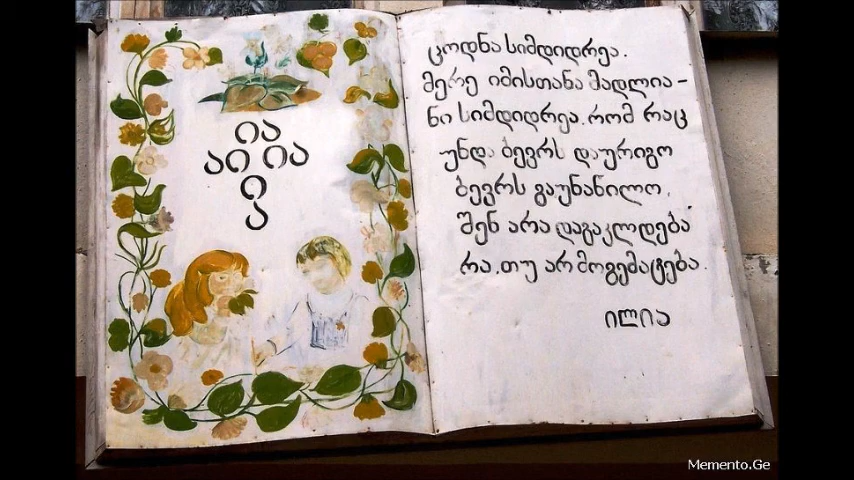 ია
აი ია
ი
ა
ცოდნა სიმდიდრეა.
მერე იმისთანა მადლია-
ნი სიმდიდრეა. რომ რაც
უნდა ბევრს დაურიგო
ბევრს გაუნაწილო,
შენ არა დაგაკლდება
რა. თუ არ მოგემატება.
ილია
Memento.Ge